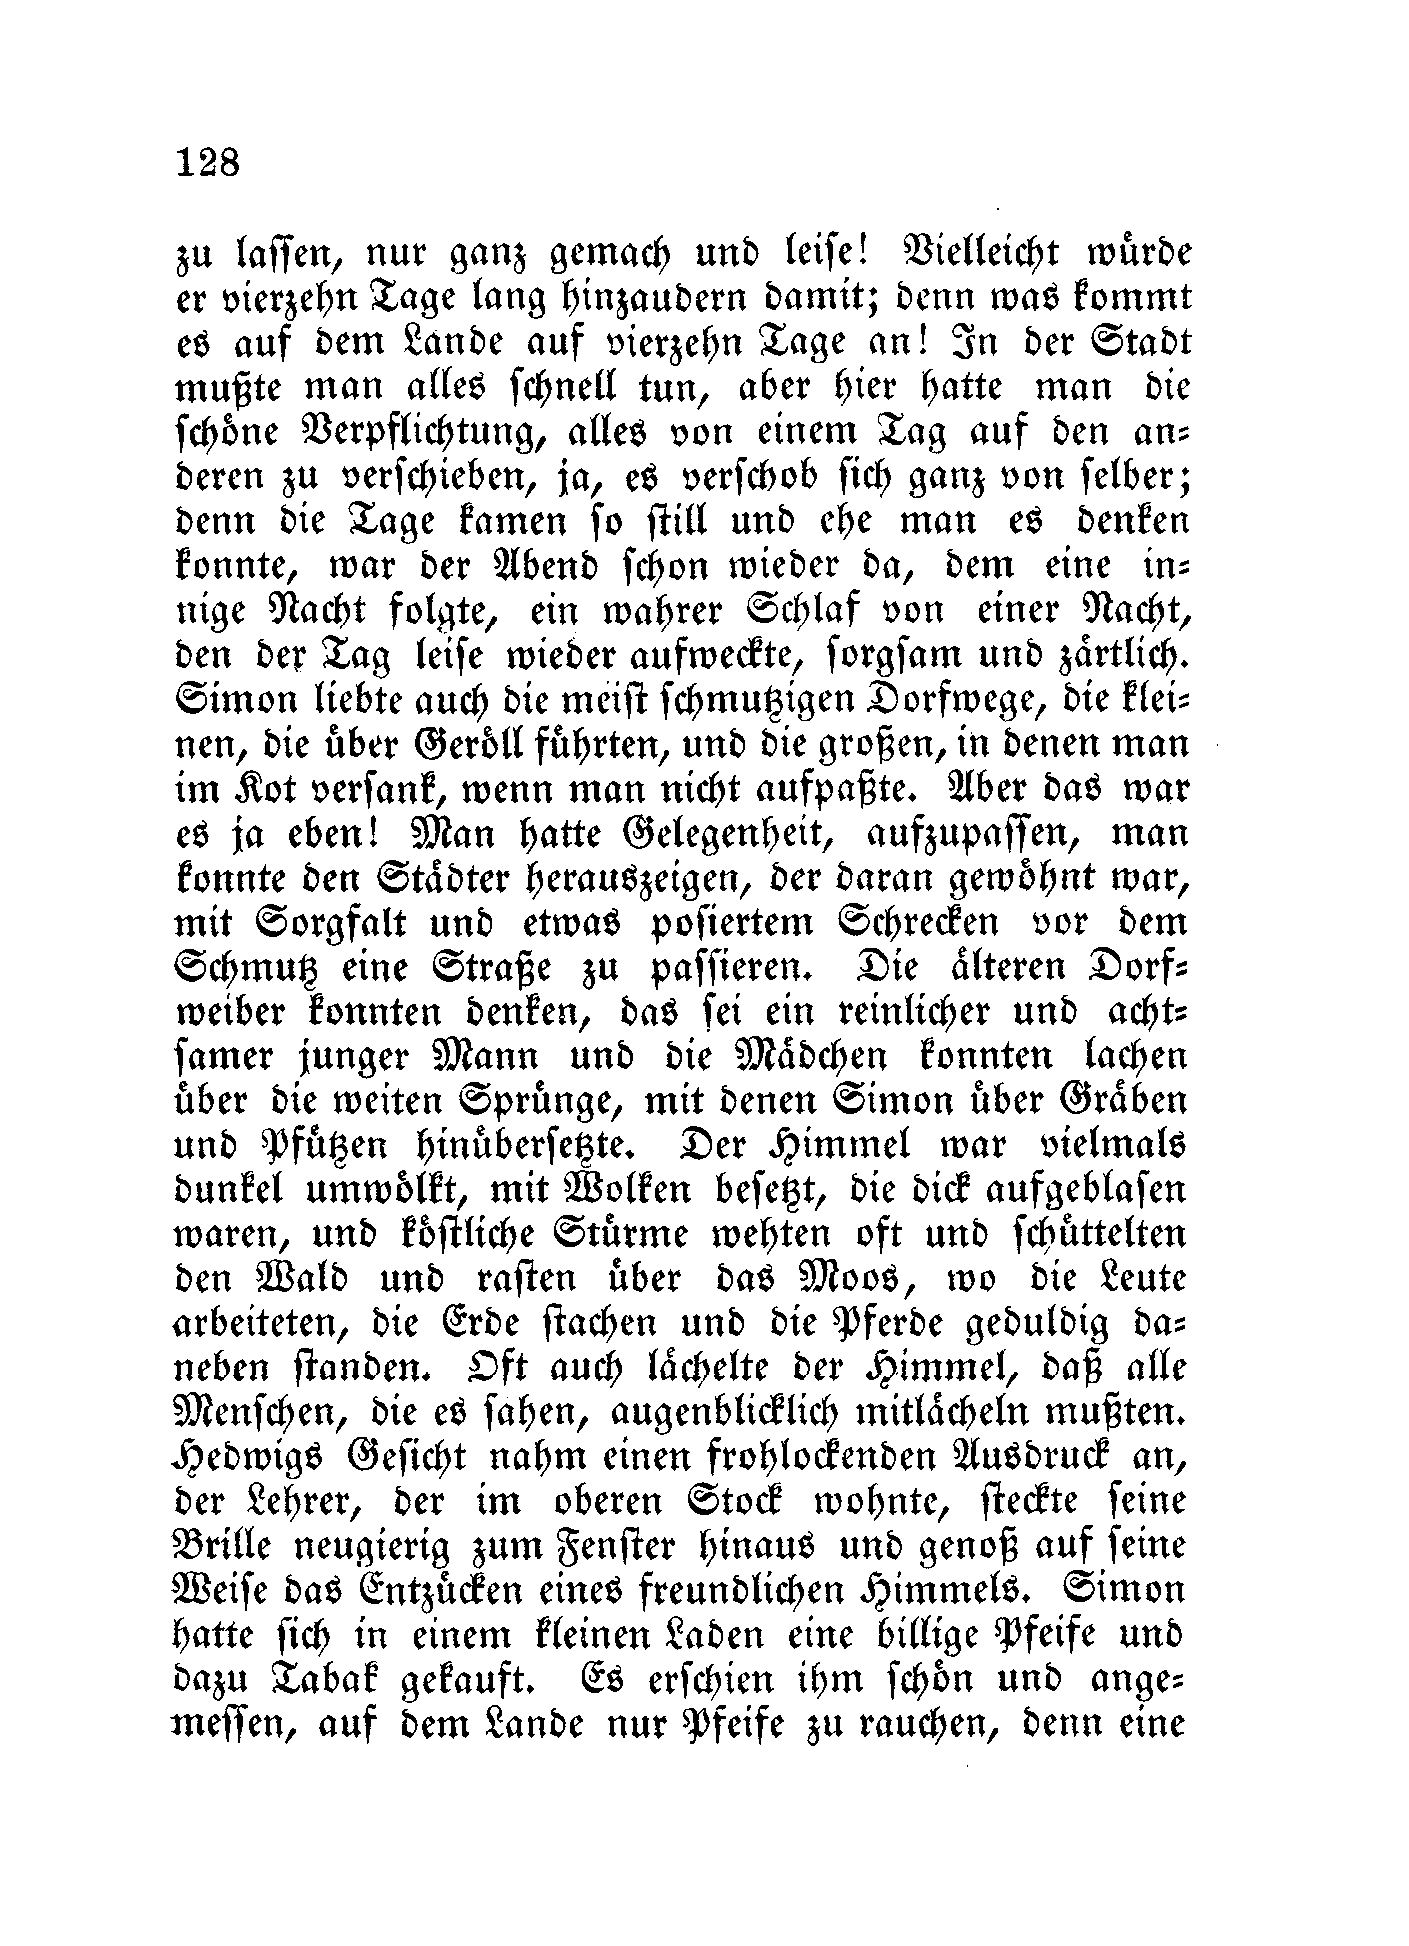 128
zu laſſen, nur ganz gemach und leiſe! Vielleicht würde
er vierzehn Tage lang hinzaudern damit; denn was kommt
es auf dem Lande auf vierzehn Tage an! In der Stadt
mußte man alles ſchnell tun, aber hier hatte man die
ſchöne Verpflichtung, alles von einem Tag auf den an⸗
deren zu verſchieben, ja, es verſchob ſich ganz von ſelber;
denn die Tage kamen ſo ſtill und ehe man es denken
konnte, war der Abend ſchon wieder da, dem eine in⸗
nige Nacht folgte, ein wahrer Schlaf von einer Nacht,
den der Tag leiſe wieder aufweckte, ſorgſam und zärtlich.
Simon liebte auch die meiſt ſchmutzigen Dorfwege, die klei⸗
nen, die über Geröll führten, und die großen, in denen man
im Kot verſank, wenn man nicht aufpaßte. Aber das war
es ja eben! Man hatte Gelegenheit, aufzupaſſen, man
konnte den Städter herauszeigen, der daran gewöhnt war,
mit Sorgfalt und etwas poſiertem Schrecken vor dem
Schmutz eine Straße zu paſſieren. Die älteren Dorf⸗
weiber konnten denken, das ſei ein reinlicher und acht⸗
ſamer junger Mann und die Mädchen konnten lachen
über die weiten Sprünge, mit denen Simon über Gräben
und Pfützen hinüberſetzte. Der Himmel war vielmals
dunkel umwölkt, mit Wolken beſetzt, die dick aufgeblaſen
waren, und köſtliche Stürme wehten oft und ſchüttelten
den Wald und raſten über das Moos, wo die Leute
arbeiteten, die Erde ſtachen und die Pferde geduldig da⸗
neben ſtanden. Oft auch lächelte der Himmel, daß alle
Menſchen, die es ſahen, augenblicklich mitlächeln mußten.
Hedwigs Geſicht nahm einen frohlockenden Ausdruck an,
der Lehrer, der im oberen Stock wohnte, ſteckte ſeine
Brille neugierig zum Fenſter hinaus und genoß auf ſeine
Weiſe das Entzücken eines freundlichen Himmels. Simon
hatte ſich in einem kleinen Laden eine billige Pfeife und
dazu Tabak gekauft. Es erſchien ihm ſchön und ange⸗
meſſen, auf dem Lande nur Pfeife zu rauchen, denn eine